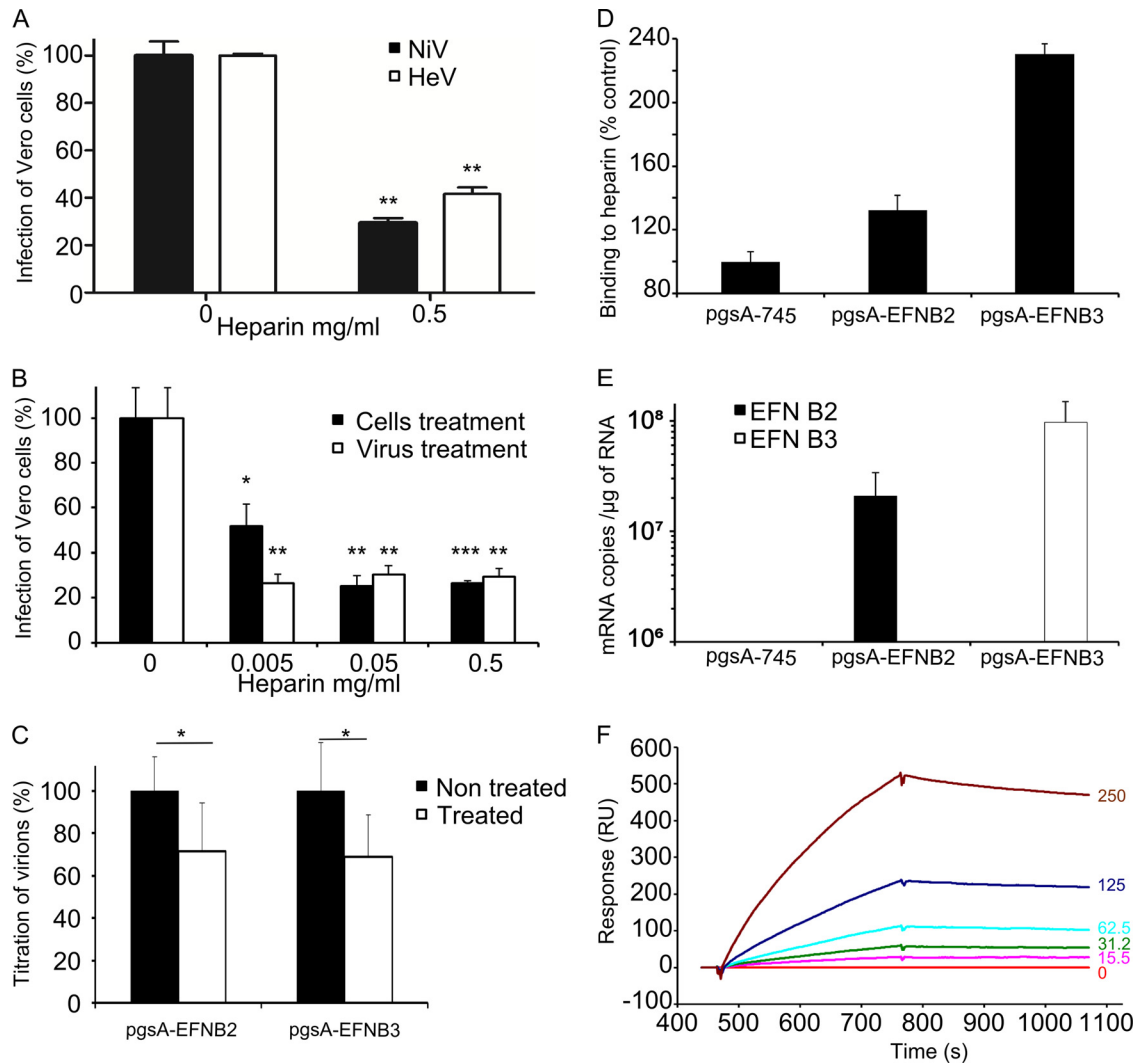 A
Infection of Vero cells (%)
100
80
60
40
20
0
NiV
HeV
**
**
0
0.5
Heparin mg/ml
B
Infection of Vero cells (%)
100
80
60
40
20
0
Cells treatment
Virus treatment
*
**
**
**
***
**
0
0.005
0.05
0.5
Heparin mg/ml
C
Titration of virions (%)
100
80
60
40
20
0
*
*
Non treated
Treated
pgsA-EFNB2
pgsA-EFNB3
D
Binding to heparin (% control)
240
200
160
120
80
pgsA-745
pgsA-EFNB2
pgsA-EFNB3
E
mRNA copies /µg of RNA
10⁸
10⁷
10⁶
EFN B2
EFN B3
pgsA-745
pgsA-EFNB2
pgsA-EFNB3
F
Response (RU)
600
500
400
300
200
100
0
-100
250
125
62.5
31.2
15.5
0
400
500
600
700
800
900
1000
1100
Time (s)